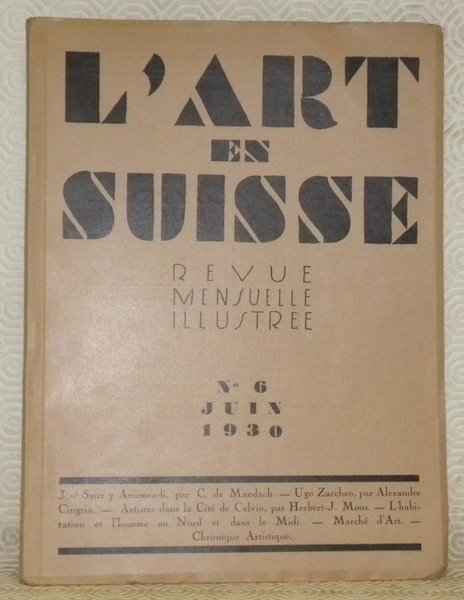 L'ART
EN
SUISSE
REVUE
MENSUELLE
ILLUSTREE
No 6
JUIN
1930
J. et Sanz y Arizmendi, par C. de Mandach. — Ugo Zaccheo, par Alexandre
Cingria. — Artistes dans la Cité de Calvin, par Herbert-J. Moos. — L'habi-
tation et l'homme au Nord et dans le Midi. — Marché d'Art. —
Chronique Artistique.